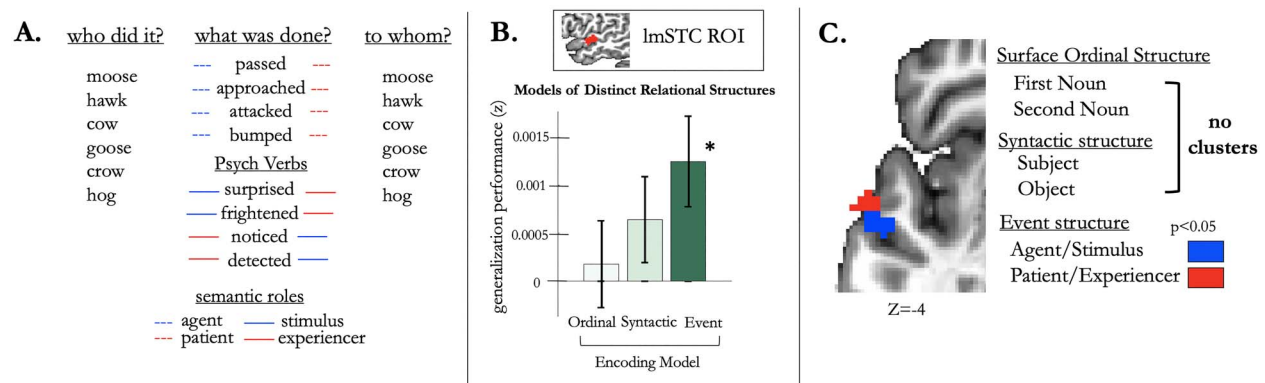 A.
who did it? what was done? to whom?
passed
moose moose
approached
hawk hawk
attacked
cow cow
bumped
goose goose
Psych Verbs
crow crow
surprised
hog hog
frightened
noticed
detected
semantic roles
agent stimulus
patient experiencer
B.
lmSTC ROI
Models of Distinct Relational Structures
generalization performance (z)
0.0015
*
0.001
0.0005
0
Ordinal Syntactic Event
Encoding Model
C.
Z=-4
Surface Ordinal Structure
First Noun
Second Noun
Syntactic structure
Subject
Object
no
clusters
Event structure
p<0.05
Agent/Stimulus
Patient/Experiencer